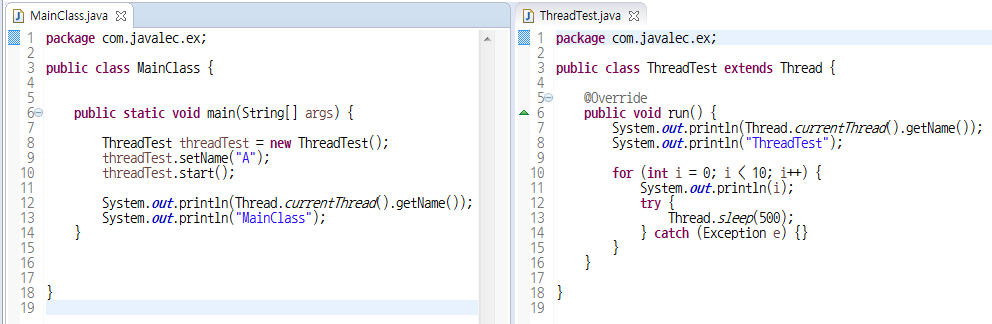 MainClass.java
1 package com.javalec.ex;
2
3 public class MainClass {
4
5
6 public static void main(String[] args) {
7
8 ThreadTest threadTest = new ThreadTest();
9 threadTest.setName("A");
10 threadTest.start();
11
12 System.out.println(Thread.currentThread().getName());
13 System.out.println("MainClass");
14 }
15
16
17
18 }
19
ThreadTest.java
1 package com.javalec.ex;
2
3 public class ThreadTest extends Thread {
4
5 @Override
6 public void run() {
7 System.out.println(Thread.currentThread().getName());
8 System.out.println("ThreadTest");
9
10 for (int i = 0; i < 10; i++) {
11 System.out.println(i);
12 try {
13 Thread.sleep(500);
14 } catch (Exception e) {}
15 }
16 }
17
18 }
19